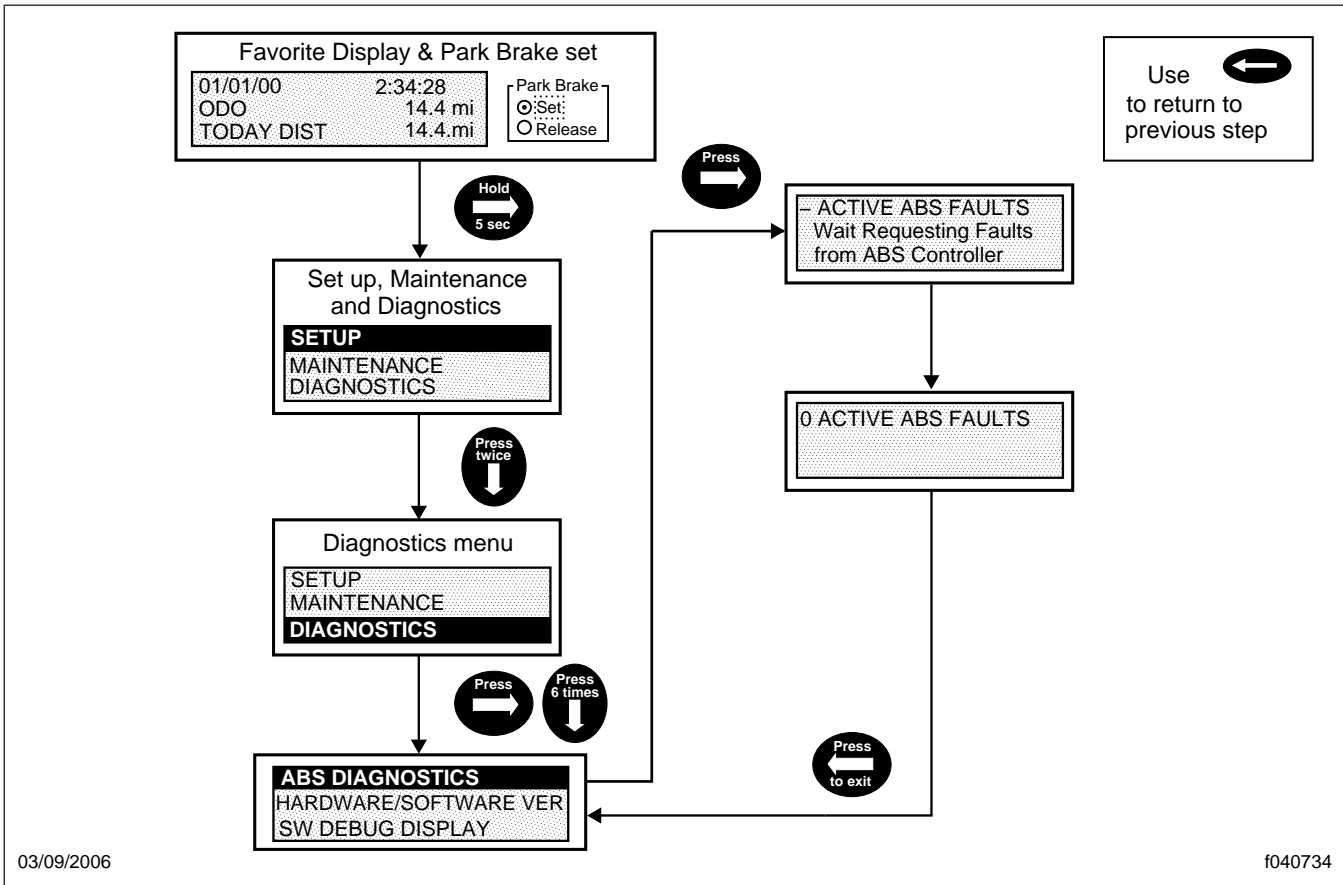 Favorite Display & Park Brake set
01/01/00 2:34:28
ODO 14.4 mi
TODAY DIST 14.4.mi
Park Brake
Set
Release
Hold
5 sec
Set up, Maintenance
and Diagnostics
SETUP
MAINTENANCE
DIAGNOSTICS
Press
twice
Diagnostics menu
SETUP
MAINTENANCE
DIAGNOSTICS
Press
Press
6 times
ABS DIAGNOSTICS
HARDWARE/SOFTWARE VER
SW DEBUG DISPLAY
Press
– ACTIVE ABS FAULTS
Wait Requesting Faults
from ABS Controller
0 ACTIVE ABS FAULTS
Press
to exit
Use
to return to
previous step
03/09/2006
f040734